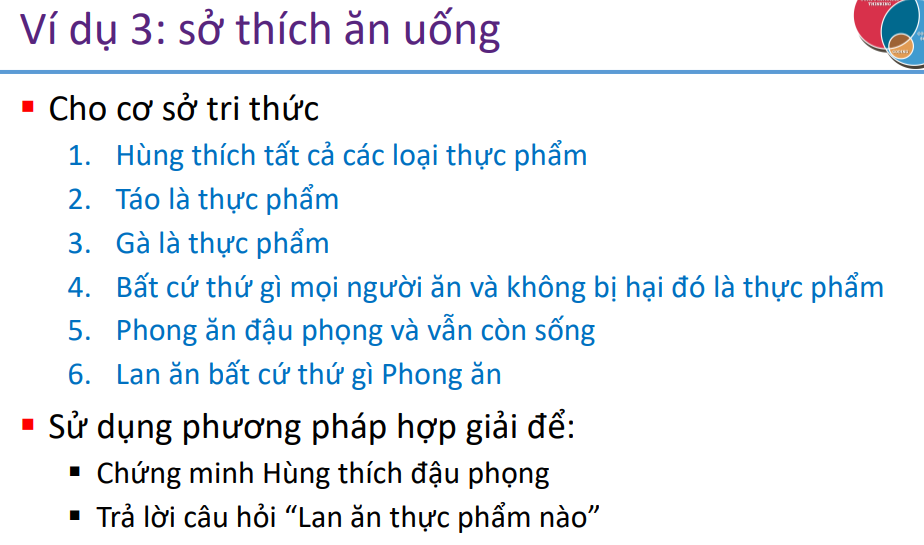 Ví dụ 3: sở thích ăn uống
THINKING
▪ Cho cơ sở tri thức
1. Hùng thích tất cả các loại thực phẩm
2. Táo là thực phẩm
3. Gà là thực phẩm
4. Bất cứ thứ gì mọi người ăn và không bị hại đó là thực phẩm
5. Phong ăn đậu phọng và vẫn còn sống
6. Lan ăn bất cứ thứ gì Phong ăn
▪ Sử dụng phương pháp hợp giải để:
▪ Chứng minh Hùng thích đậu phọng
▪ Trả lời câu hỏi “Lan ăn thực phẩm nào”